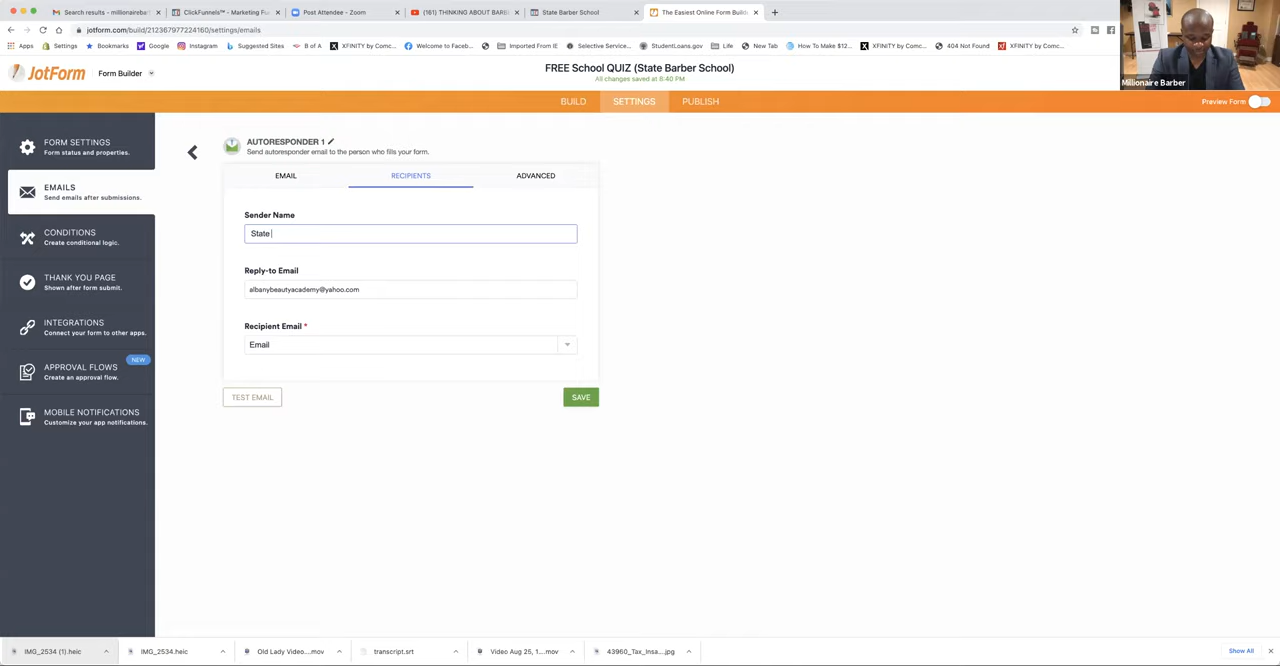 Search results - millionairebe
ClickFunnels™ - Marketing Fu
Post Attendee - Zoom
(161) THINKING ABOUT BARB
State Barber School
The Easiest Online Form Build
jotform.com/build/212367977224160/settings/emails
Apps
Settings
Bookmarks
Google
Instagram
Suggested Sites
B of A
XFINITY by Comc...
Welcome to Faceb...
Imported From IE
Selective Service...
StudentLoans.gov
Life
New Tab
How To Make $12...
XFINITY by Comc...
404 Not Found
XFINITY by Comc...
JotForm
Form Builder
FREE School QUIZ (State Barber School)
All changes saved at 8:40 PM
Millionaire Barber
BUILD
SETTINGS
PUBLISH
Preview Form
FORM SETTINGS
Form status and properties.
EMAILS
Send emails after submissions.
CONDITIONS
Create conditional logic.
THANK YOU PAGE
Shown after form submit.
INTEGRATIONS
Connect your form to other apps.
NEW
APPROVAL FLOWS
Create an approval flow.
MOBILE NOTIFICATIONS
Customize your app notifications.
AUTORESPONDER 1
Send autoresponder email to the person who fills your form.
EMAIL
RECIPIENTS
ADVANCED
Sender Name
State
Reply-to Email
albanybeautyacademy@yahoo.com
Recipient Email *
Email
TEST EMAIL
SAVE
IMG_2534 (1).heic
IMG_2534.heic
Old Lady Video....mov
transcript.srt
Video Aug 25, 1....mov
43960_Tax_Insa....jpg
Show All